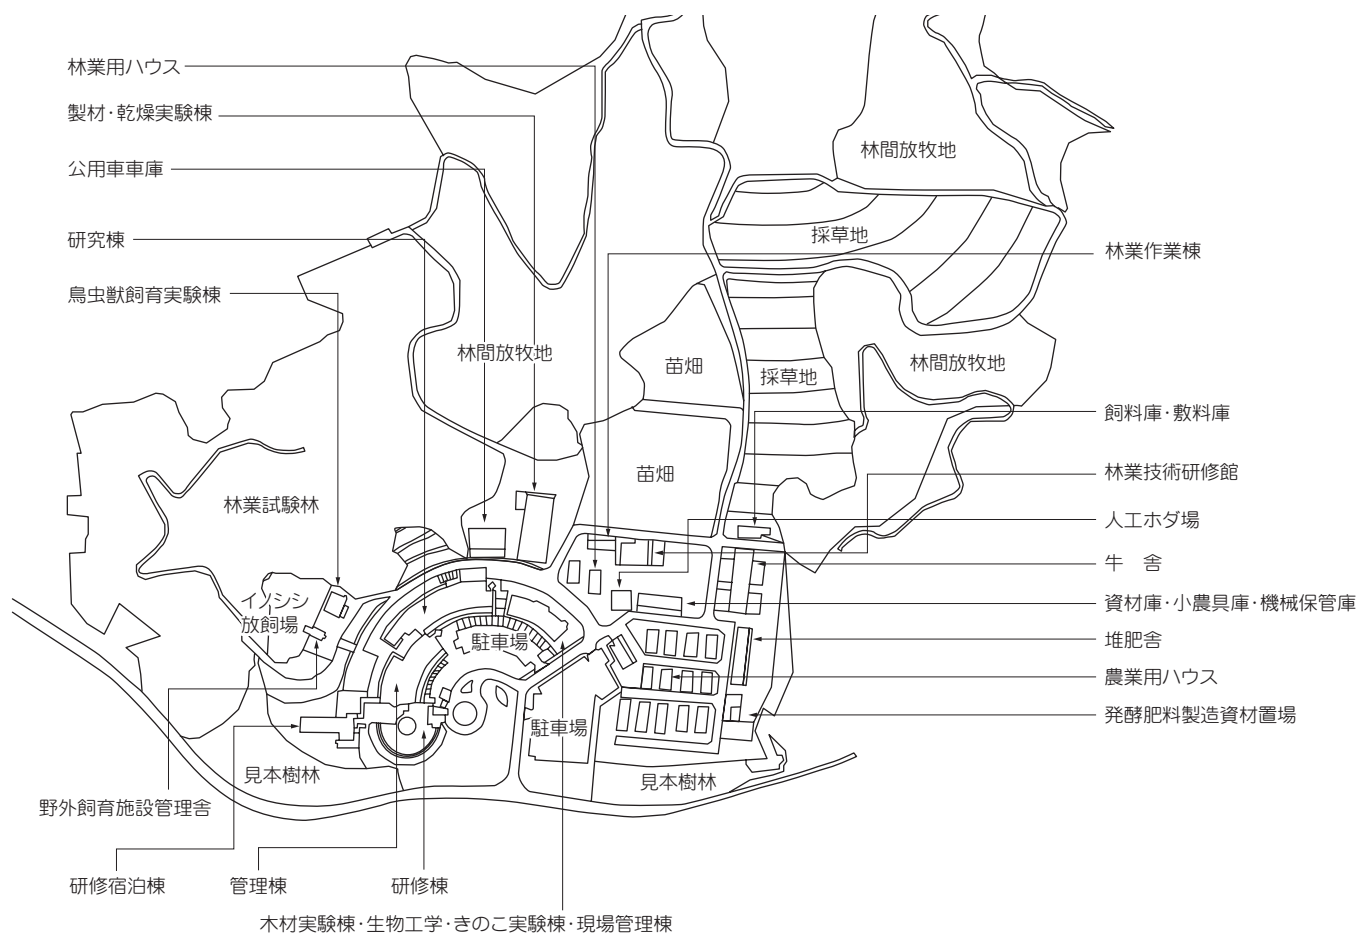 林業用ハウス
製材・乾燥実験棟
公用車車庫
研究棟
鳥虫獣飼育実験棟
林間放牧地
採草地
林業作業棟
林間放牧地
苗畑
採草地
林間放牧地
飼料庫・敷料庫
苗畑
林業技術研修館
林業試験林
人工ホダ場
牛　舎
イノシシ
放飼場
資材庫・小農具庫・機械保管庫
駐車場
堆肥舎
農業用ハウス
発酵肥料製造資材置場
駐車場
見本樹林
見本樹林
野外飼育施設管理舎
研修宿泊棟
管理棟
研修棟
木材実験棟・生物工学・きのこ実験棟・現場管理棟